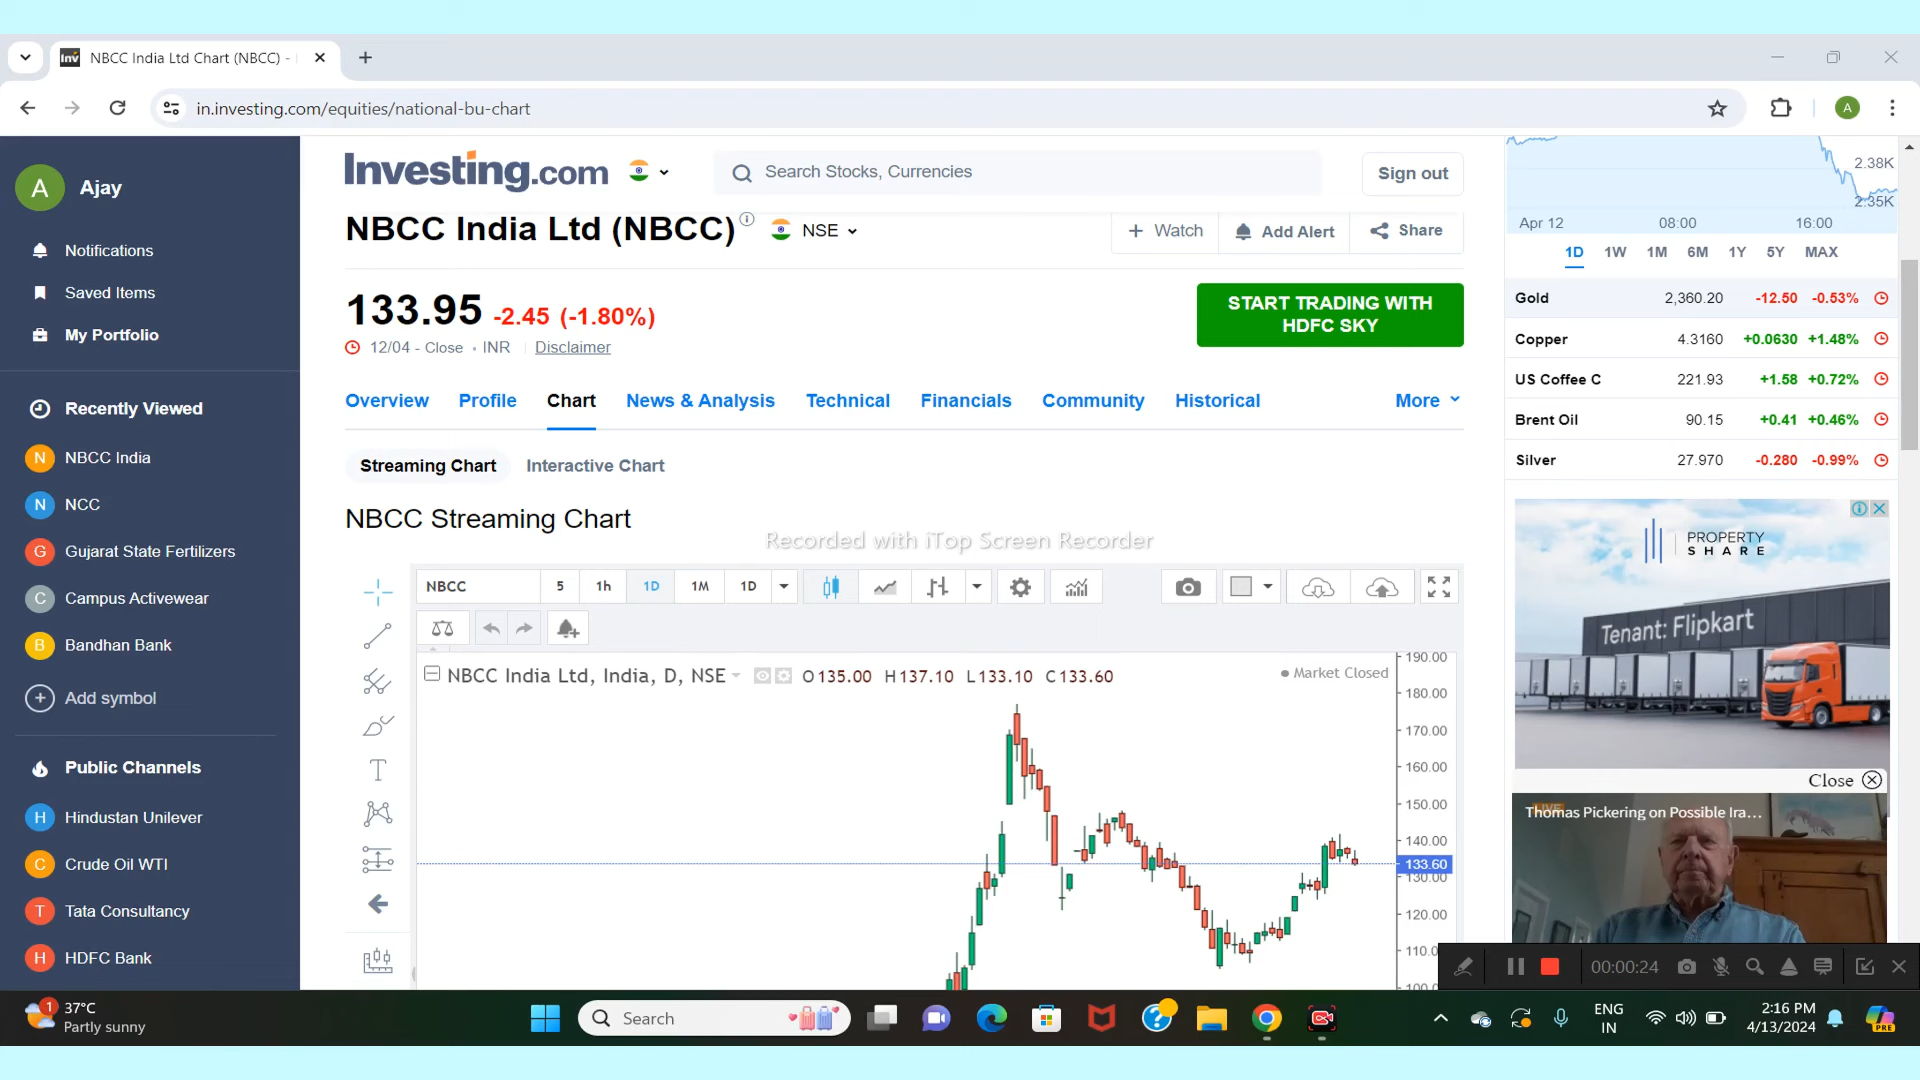 NBCC India Ltd Chart (NBCC) -
in.investing.com/equities/national-bu-chart
A
A
Ajay
Notifications
Saved Items
My Portfolio
Recently Viewed
N NBCC India
N NCC
G Gujarat State Fertilizers
C Campus Activewear
B Bandhan Bank
Add symbol
Public Channels
H Hindustan Unilever
C Crude Oil WTI
T Tata Consultancy
H HDFC Bank
Investing.com
Search Stocks, Currencies
Sign out
NBCC India Ltd (NBCC)
NSE
Watch
Add Alert
Share
133.95 -2.45 (-1.80%)
12/04 - Close • INR Disclaimer
START TRADING WITH
HDFC SKY
Overview Profile Chart News & Analysis Technical Financials Community Historical More
Streaming Chart Interactive Chart
NBCC Streaming Chart
Recorded with iTop Screen Recorder
NBCC 5 1h 1D 1M 1D
NBCC India Ltd, India, D, NSE O135.00 H137.10 L133.10 C133.60
Market Closed
190.00
180.00
170.00
160.00
150.00
140.00
133.60
130.00
120.00
110.0
100.0
2.38K
2.35K
Apr 12 08:00 16:00
1D 1W 1M 6M 1Y 5Y MAX
Gold 2,360.20 -12.50 -0.53%
Copper 4.3160 +0.0630 +1.48%
US Coffee C 221.93 +1.58 +0.72%
Brent Oil 90.15 +0.41 +0.46%
Silver 27.970 -0.280 -0.99%
PROPERTY
SHARE
Tenant: Flipkart
Close
LIVE
Thomas Pickering on Possible Ira...
00:00:24
1
37°C
Partly sunny
Search
ENG
IN
2:16 PM
4/13/2024
PRE